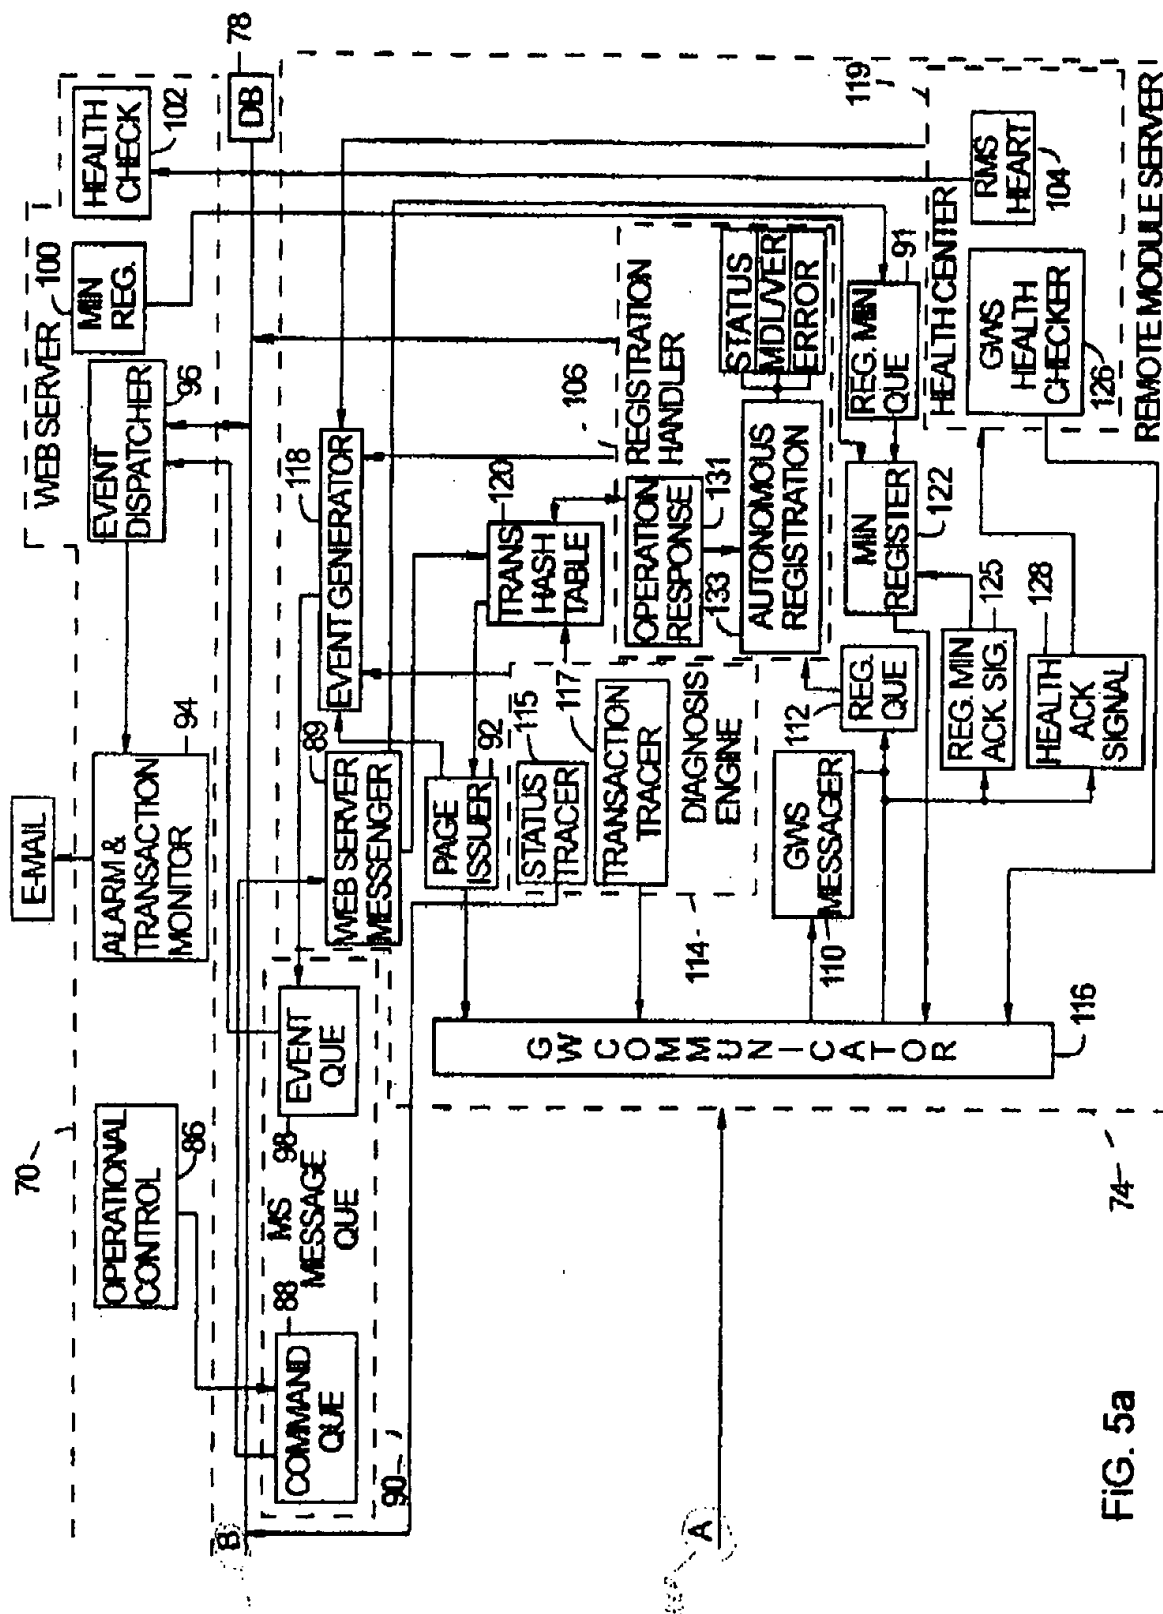 70
E-MAIL
WEB SERVER
OPERATIONAL
CONTROL
86
ALARM &
TRANSACTION
MONITOR
94
EVENT
DISPATCHER
96
MIN
REG.
100
HEALTH
CHECK
102
B
DB
78
COMMAND
QUE
88
MS
MESSAGE
QUE
EVENT
QUE
98
90
WEB SERVER
MESSENGER
89
EVENT GENERATOR
118
PAGE
ISSUER
92
TRANS
HASH
TABLE
120
STATUS
TRACER
115
TRANSACTION
TRACER
117
DIAGNOSIS
ENGINE
114
106
REGISTRATION
HANDLER
OPERATION
RESPONSE
131
AUTONOMOUS
REGISTRATION
133
STATUS
MDL/VER
ERROR
A
GW COMMUNICATOR
116
GWS
MESSAGER
110
REG.
QUE
112
MIN
REGISTER
122
REG. MIN
QUE
91
REG. MIN
ACK. SIG.
125
HEALTH
ACK
SIGNAL
128
HEALTH CENTER
119
GWS
HEALTH
CHECKER
126
RMS
HEART
104
REMOTE MODULE SERVER
74
FIG. 5a